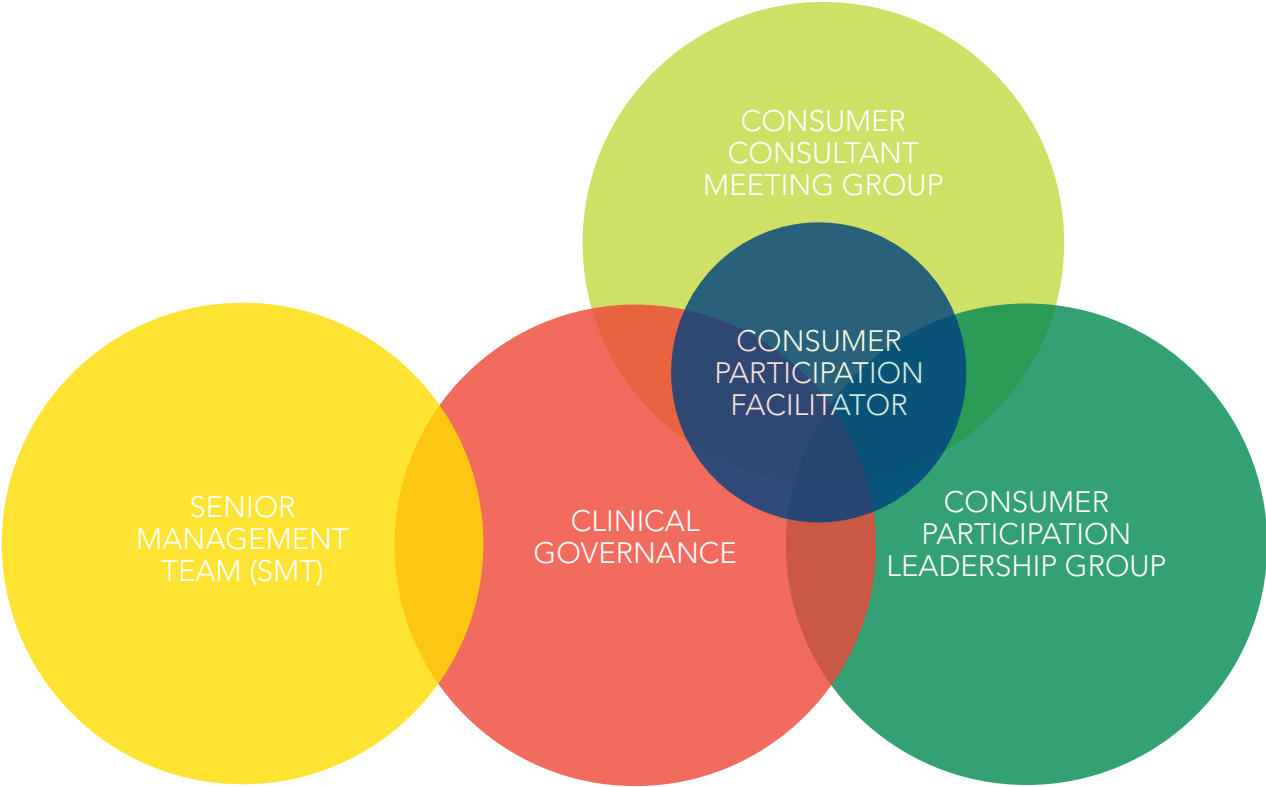 CONSUMER
CONSULTANT
MEETING GROUP
CONSUMER
PARTICIPATION
FACILITATOR
SENIOR
MANAGEMENT
TEAM (SMT)
CLINICAL
GOVERNANCE
CONSUMER
PARTICIPATION
LEADERSHIP GROUP